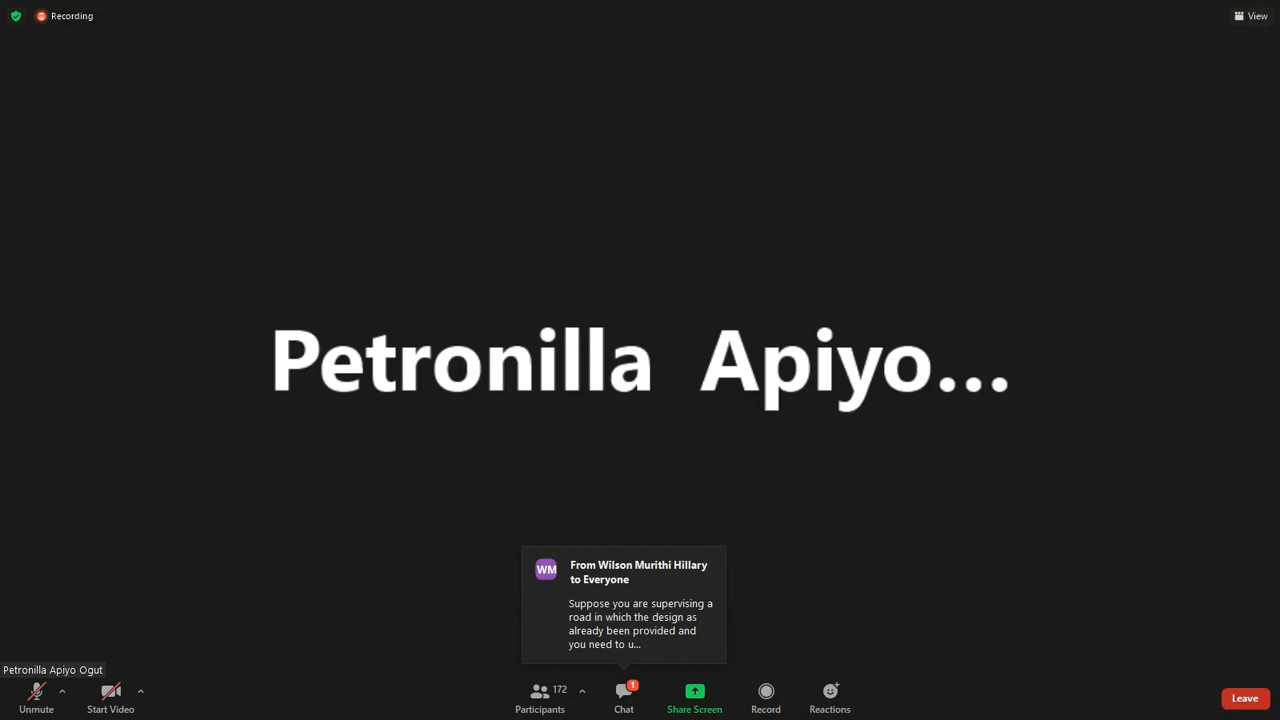 Recording
View
Petronilla Apiyo...
WM
From Wilson Murithi Hillary
to Everyone
Suppose you are supervising a
road in which the design as
already been provided and
you need to u...
Petronilla Apiyo Ogut
172
1
Unmute
Start Video
Participants
Chat
Share Screen
Record
Reactions
Leave